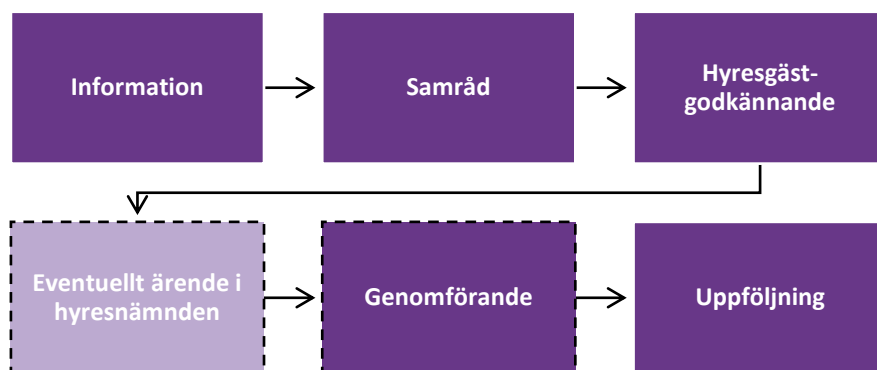 Information
Samråd
Hyresgäst-
godkännande
Eventuellt ärende i
hyresnämnden
Genomförande
Uppföljning